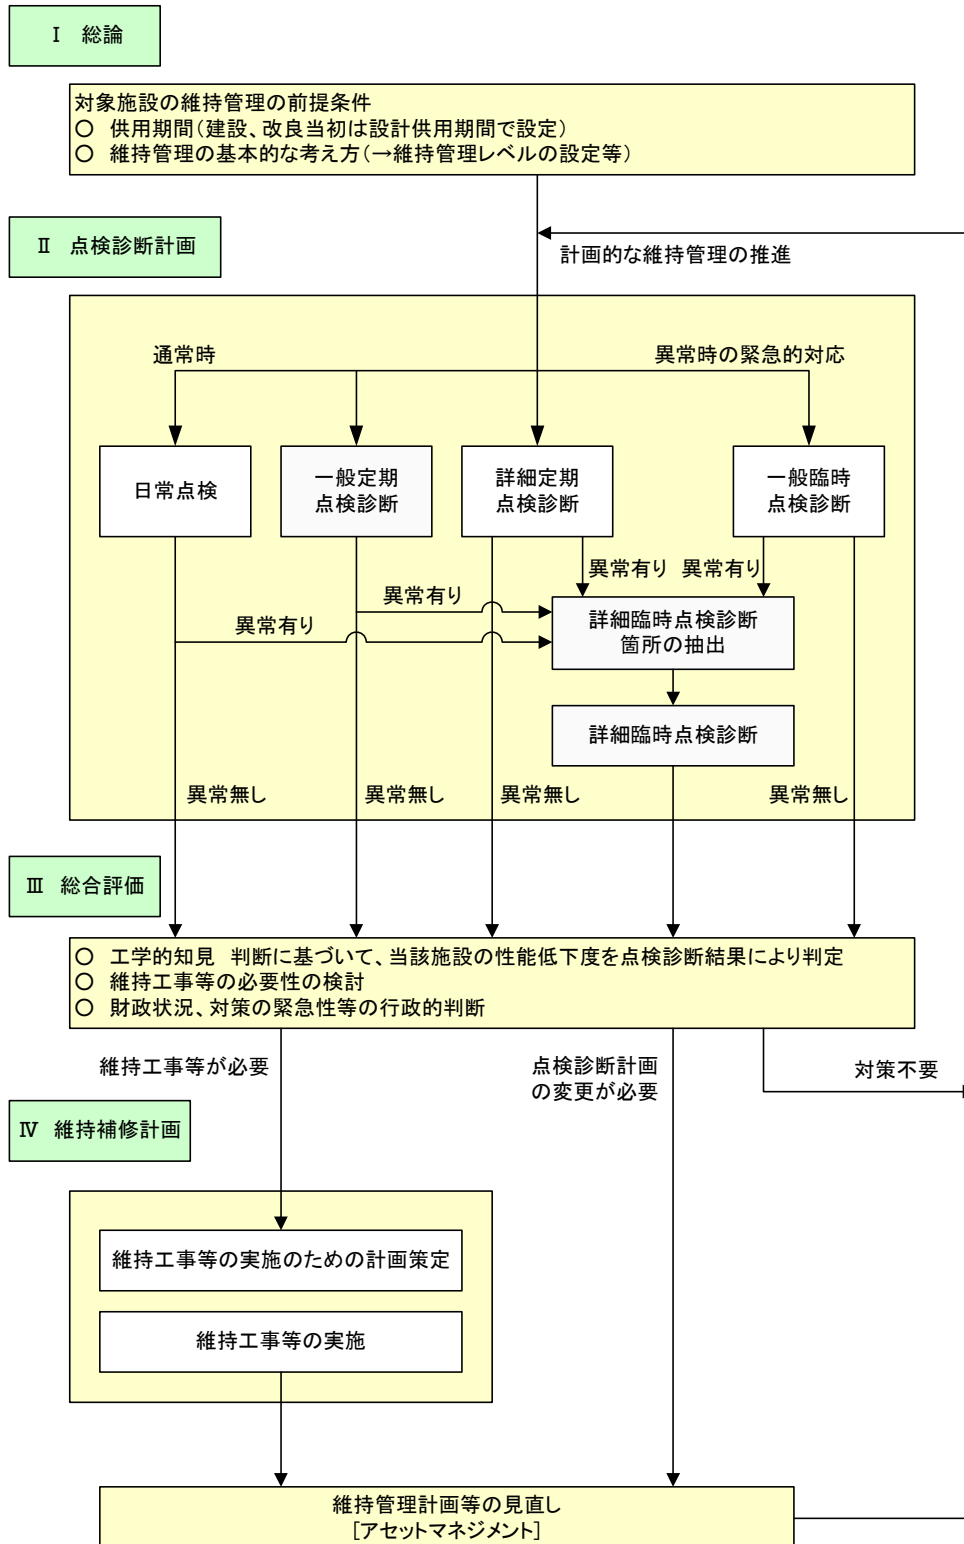 Ⅰ 総論
対象施設の維持管理の前提条件
○ 供用期間(建設、改良当初は設計供用期間で設定)
○ 維持管理の基本的な考え方(→維持管理レベルの設定等)
Ⅱ 点検診断計画
計画的な維持管理の推進
通常時
異常時の緊急的対応
日常点検
一般定期
点検診断
詳細定期
点検診断
一般臨時
点検診断
異常有り
異常有り
異常有り
異常有り
詳細臨時点検診断
箇所の抽出
詳細臨時点検診断
異常無し
異常無し
異常無し
異常無し
Ⅲ 総合評価
○ 工学的知見 判断に基づいて、当該施設の性能低下度を点検診断結果により判定
○ 維持工事等の必要性の検討
○ 財政状況、対策の緊急性等の行政的判断
維持工事等が必要
点検診断計画
の変更が必要
対策不要
Ⅳ 維持補修計画
維持工事等の実施のための計画策定
維持工事等の実施
維持管理計画等の見直し
[アセットマネジメント]